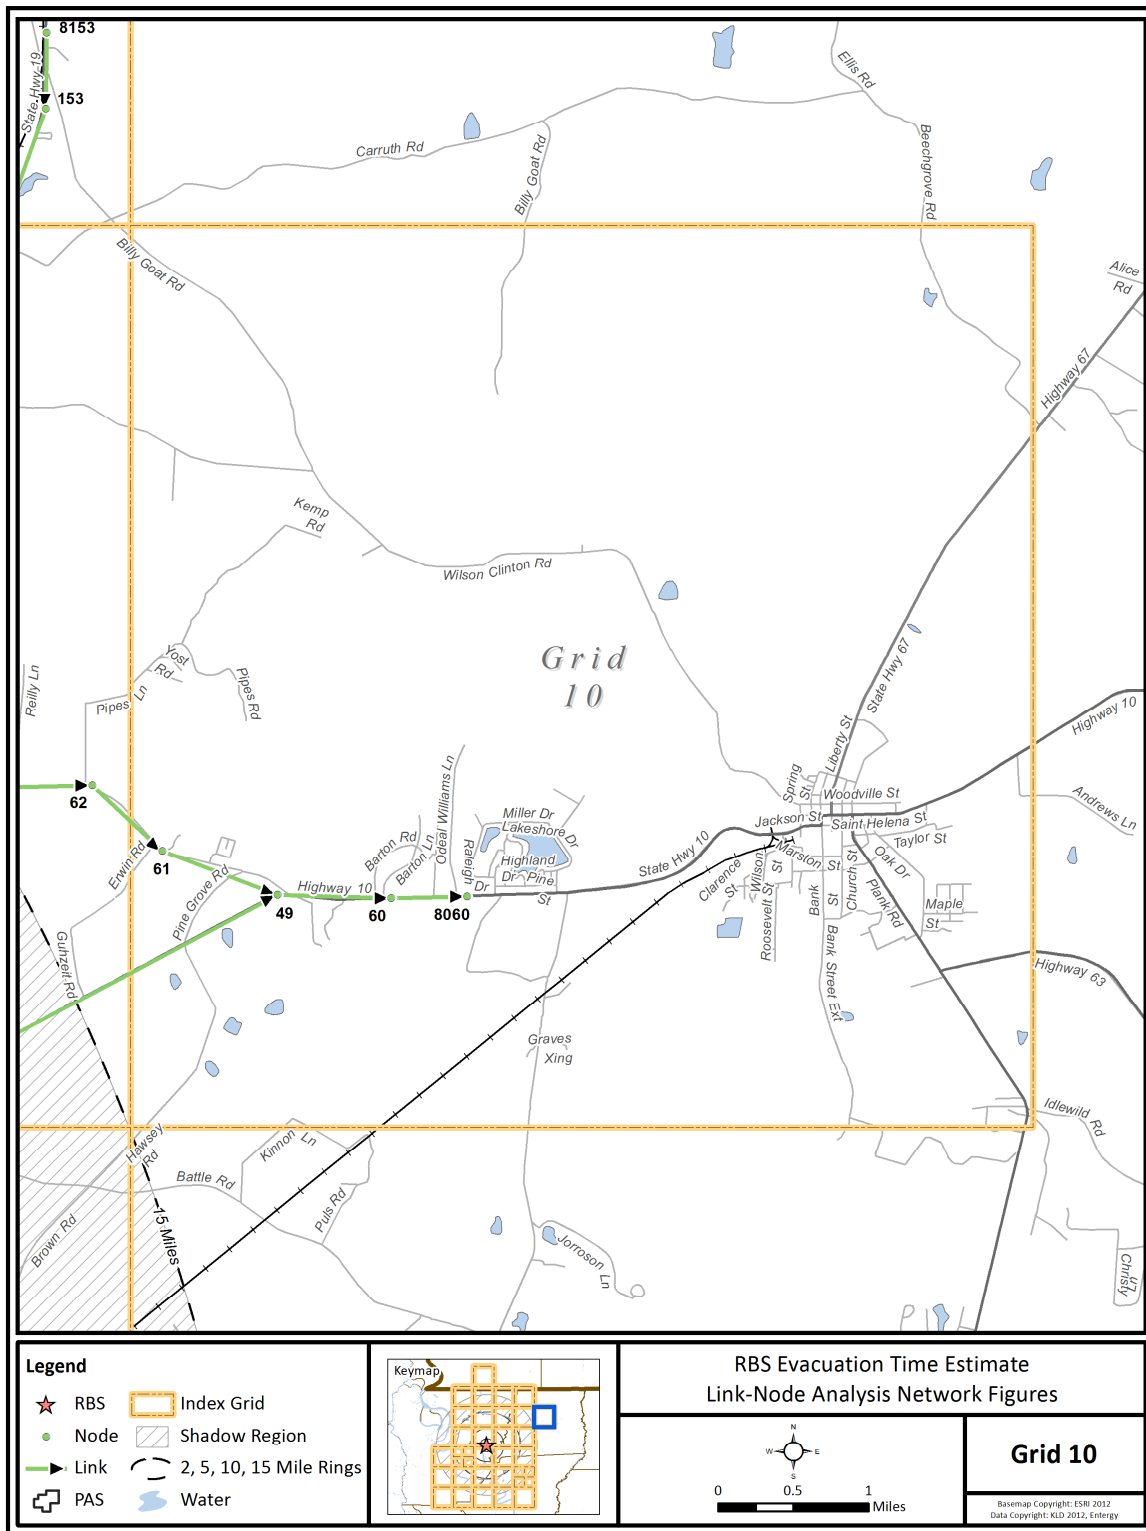 8153
State Hwy 19
153
Ellis Rd
Carruth Rd
Billy Goat Rd
Beechgrove Rd
Billy Goat Rd
Alice
Rd
Highway 67
Kemp
Rd
Wilson Clinton Rd
Grid
10
Reilly Ln
Yost
Rd
Pipes Ln
Pipes Rd
State Hwy 67
Highway 10
Liberty St
Spring
St
Woodville St
Jackson St
Saint Helena St
Taylor St
Andrews Ln
62
Odeal Williams Ln
Miller Dr
Lakeshore Dr
Highland
Dr
Pine
St
Barton Rd
Barton Ln
Raleigh
Dr
State Hwy 10
Marston St
Oak Dr
Clarence
St
Wilson
St
Roosevelt St
Bank
St
Church St
Plank Rd
Maple
St
Erwin Rd
61
Pine Grove Rd
Highway 10
49
60
8060
Guhzeit Rd
Bank Street Ext
Highway 63
Graves
Xing
Idlewild Rd
Hawsey
Rd
Kinnon Ln
Battle Rd
Puls Rd
Brown Rd
15 Miles
Jorroson
Ln
Christy
Ln
Legend
RBS
Index Grid
Node
Shadow Region
Link
2, 5, 10, 15 Mile Rings
PAS
Water
Keymap
RBS Evacuation Time Estimate
Link-Node Analysis Network Figures
N
W
E
S
0
0.5
1
Miles
Grid 10
Basemap Copyright: ESRI 2012
Data Copyright: KLD 2012, Entergy